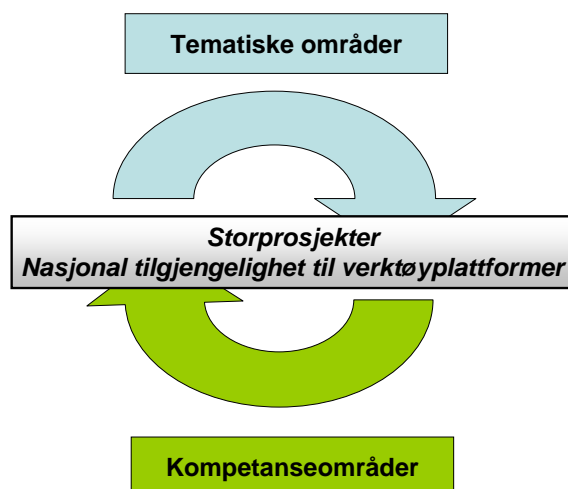 Tematiske områder
Storprosjekter
Nasjonal tilgjengelighet til verktøyplattformer
Kompetanseområder